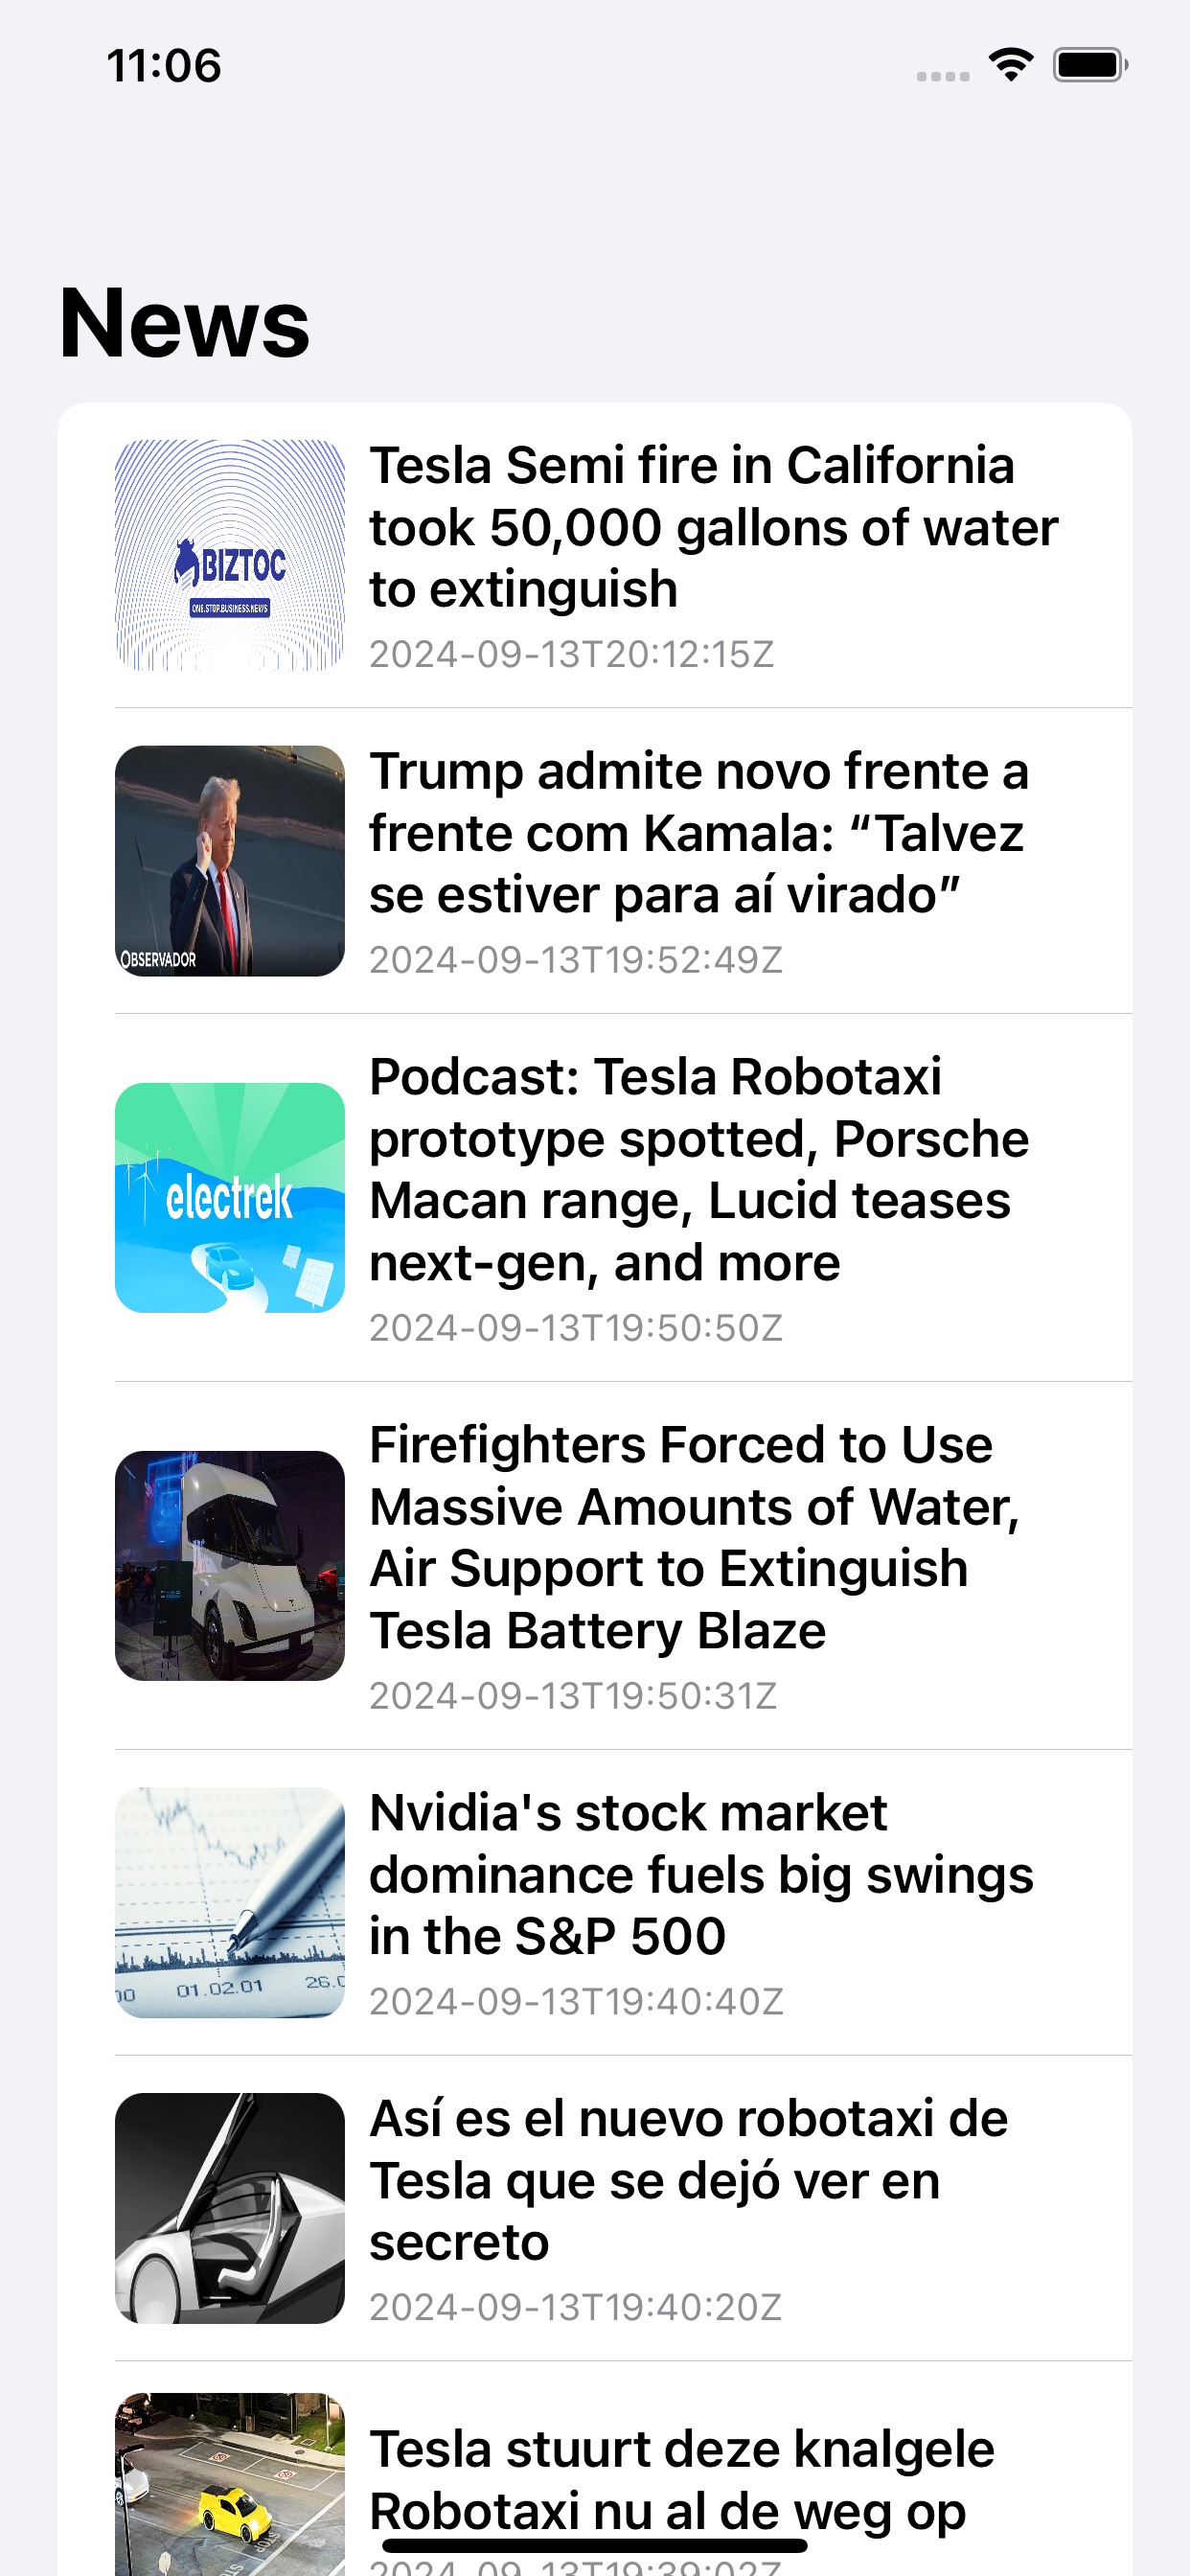 11:06
News
BIZTOC
ONE.STOP.BUSINESS.NEWS
Tesla Semi fire in California
took 50,000 gallons of water
to extinguish
2024-09-13T20:12:15Z
OBSERVADOR
Trump admite novo frente a
frente com Kamala: “Talvez
se estiver para aí virado”
2024-09-13T19:52:49Z
electrek
Podcast: Tesla Robotaxi
prototype spotted, Porsche
Macan range, Lucid teases
next-gen, and more
2024-09-13T19:50:50Z
Firefighters Forced to Use
Massive Amounts of Water,
Air Support to Extinguish
Tesla Battery Blaze
2024-09-13T19:50:31Z
01.02.01
Nvidia's stock market
dominance fuels big swings
in the S&P 500
2024-09-13T19:40:40Z
Así es el nuevo robotaxi de
Tesla que se dejó ver en
secreto
2024-09-13T19:40:20Z
STOP
Tesla stuurt deze knalgele
Robotaxi nu al de weg op
2024-09-13T19:39:02Z